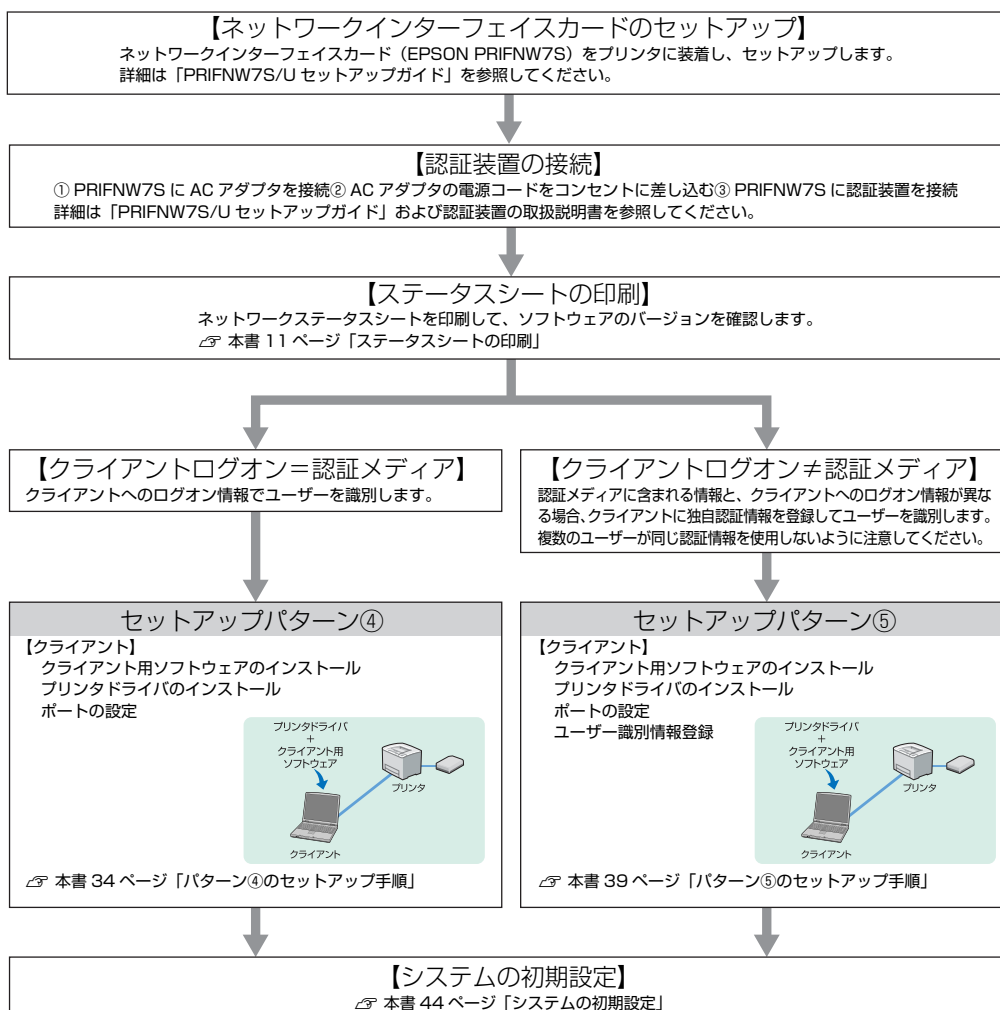 【ネットワークインターフェイスカードのセットアップ】
ネットワークインターフェイスカード（EPSON PRIFNW7S）をプリンタに装着し、セットアップします。
詳細は「PRIFNW7S/U セットアップガイド」を参照してください。
【認証装置の接続】
① PRIFNW7S に AC アダプタを接続② AC アダプタの電源コードをコンセントに差し込む③ PRIFNW7S に認証装置を接続
詳細は「PRIFNW7S/U セットアップガイド」および認証装置の取扱説明書を参照してください。
【ステータスシートの印刷】
ネットワークステータスシートを印刷して、ソフトウェアのバージョンを確認します。
☞ 本書 11 ページ「ステータスシートの印刷」
【クライアントログオン＝認証メディア】
クライアントへのログオン情報でユーザーを識別します。
【クライアントログオン≠認証メディア】
認証メディアに含まれる情報と、クライアントへのログオン情報が異な
る場合、クライアントに独自認証情報を登録してユーザーを識別します。
複数のユーザーが同じ認証情報を使用しないように注意してください。
セットアップパターン④
【クライアント】
クライアント用ソフトウェアのインストール
プリンタドライバのインストール
ポートの設定
プリンタドライバ
＋
クライアント用
ソフトウェア
プリンタ
クライアント
☞ 本書 34 ページ「パターン④のセットアップ手順」
セットアップパターン⑤
【クライアント】
クライアント用ソフトウェアのインストール
プリンタドライバのインストール
ポートの設定
ユーザー識別情報登録
プリンタドライバ
＋
クライアント用
ソフトウェア
プリンタ
クライアント
☞ 本書 39 ページ「パターン⑤のセットアップ手順」
【システムの初期設定】
☞ 本書 44 ページ「システムの初期設定」